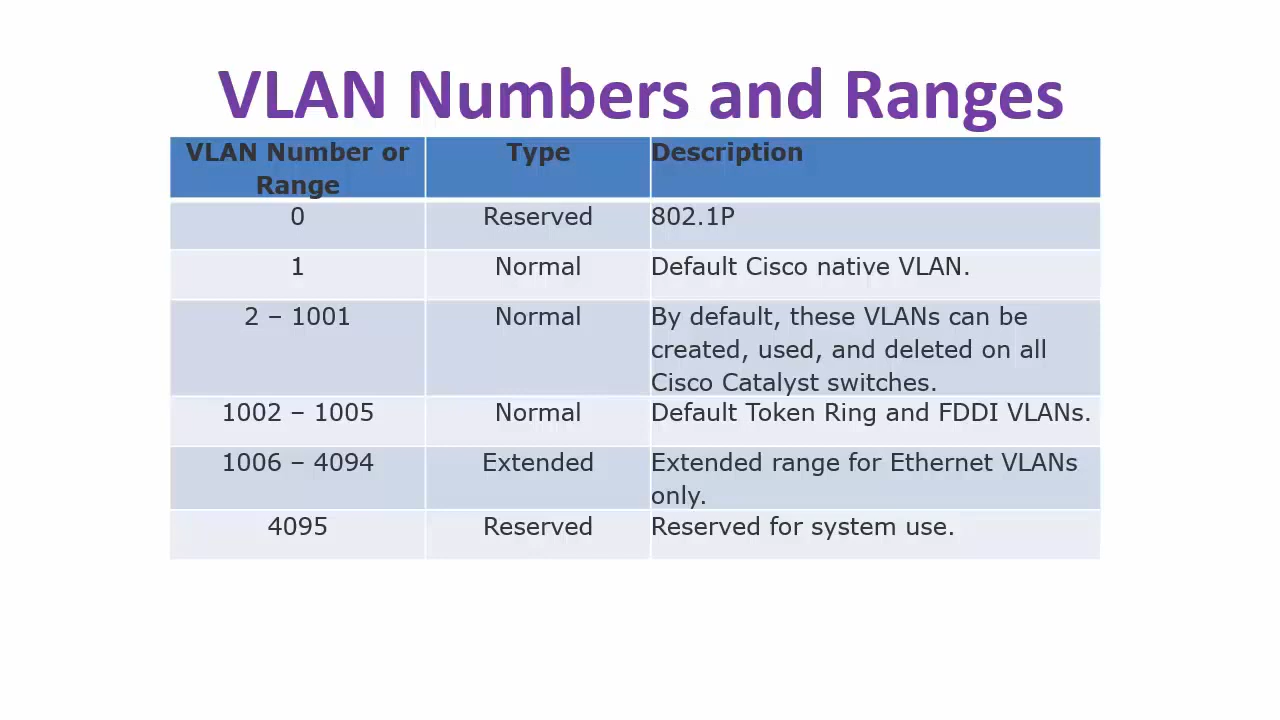 VLAN Numbers and Ranges
VLAN Number or Range Type Description
0 Reserved 802.1P
1 Normal Default Cisco native VLAN.
2 – 1001 Normal By default, these VLANs can be
created, used, and deleted on all
Cisco Catalyst switches.
1002 – 1005 Normal Default Token Ring and FDDI VLANs.
1006 – 4094 Extended Extended range for Ethernet VLANs
only.
4095 Reserved Reserved for system use.